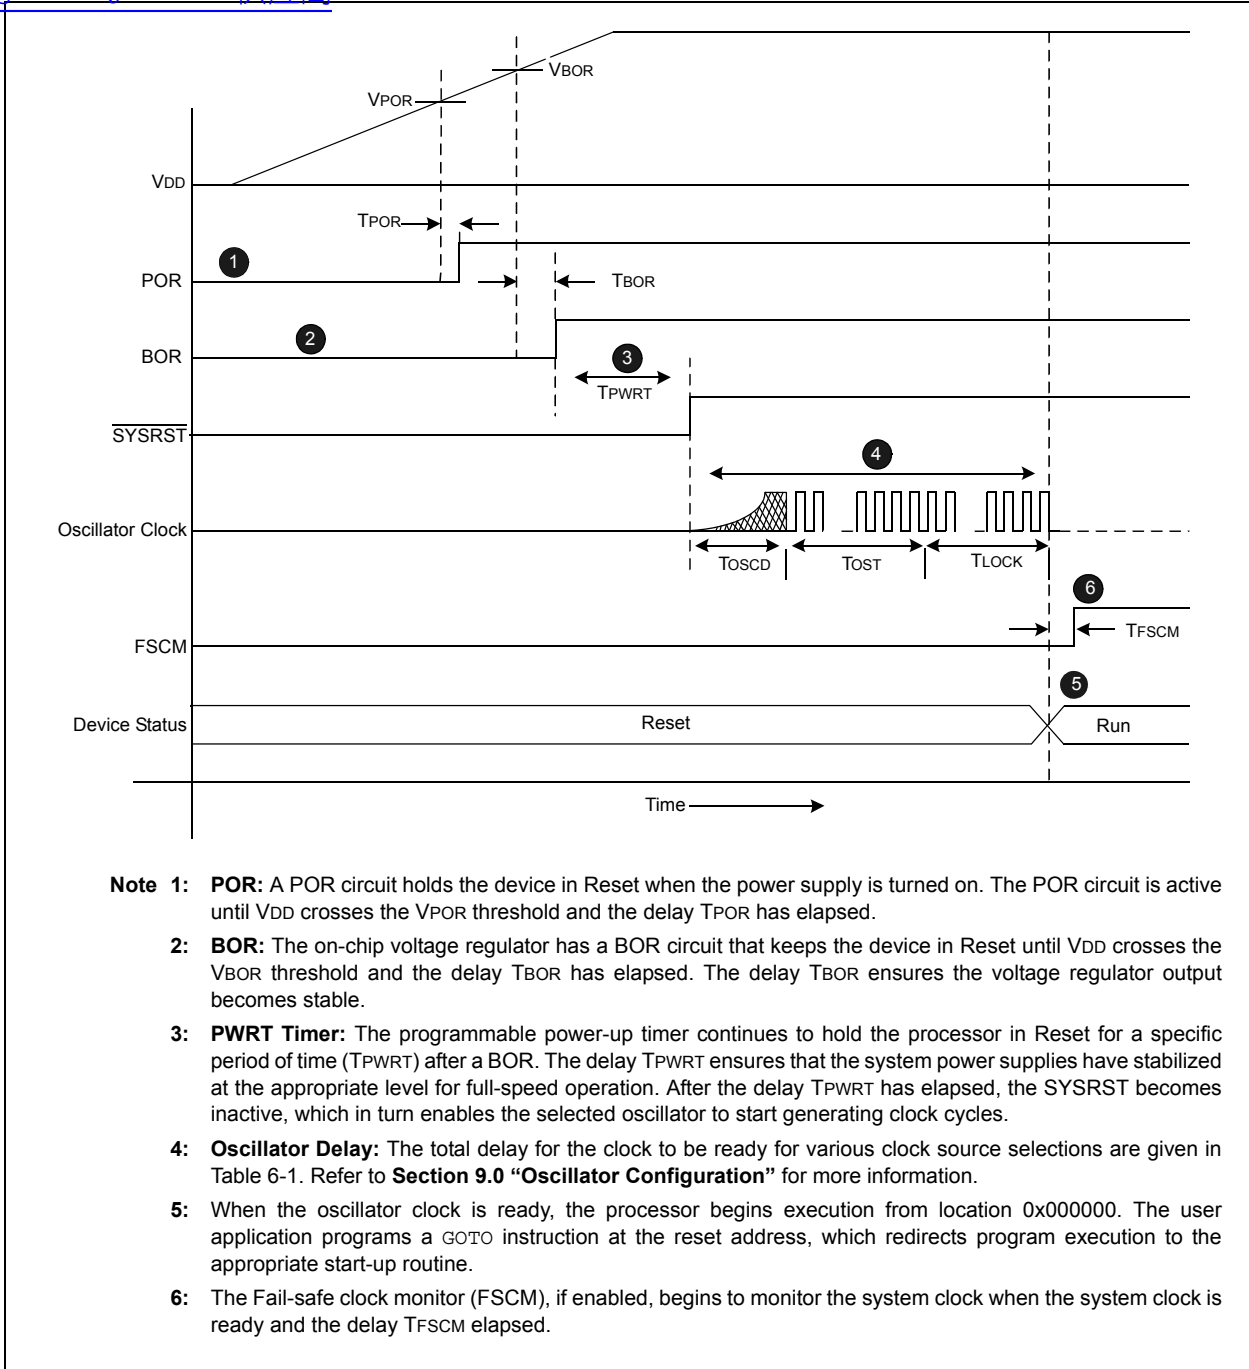 VBOR
VPOR
VDD
TPOR
1
POR
TBOR
2
BOR
3
TPWRT
SYSRST
4
Oscillator Clock
TOSCD
TOST
TLOCK
6
FSCM
TFSCM
5
Device Status
Reset
Run
Time
Note 1: POR: A POR circuit holds the device in Reset when the power supply is turned on. The POR circuit is active
until VDD crosses the VPOR threshold and the delay TPOR has elapsed.
2: BOR: The on-chip voltage regulator has a BOR circuit that keeps the device in Reset until VDD crosses the
VBOR threshold and the delay TBOR has elapsed. The delay TBOR ensures the voltage regulator output
becomes stable.
3: PWRT Timer: The programmable power-up timer continues to hold the processor in Reset for a specific
period of time (TPWRT) after a BOR. The delay TPWRT ensures that the system power supplies have stabilized
at the appropriate level for full-speed operation. After the delay TPWRT has elapsed, the SYSRST becomes
inactive, which in turn enables the selected oscillator to start generating clock cycles.
4: Oscillator Delay: The total delay for the clock to be ready for various clock source selections are given in
Table 6-1. Refer to Section 9.0 “Oscillator Configuration” for more information.
5: When the oscillator clock is ready, the processor begins execution from location 0x000000. The user
application programs a GOTO instruction at the reset address, which redirects program execution to the
appropriate start-up routine.
6: The Fail-safe clock monitor (FSCM), if enabled, begins to monitor the system clock when the system clock is
ready and the delay TFSCM elapsed.